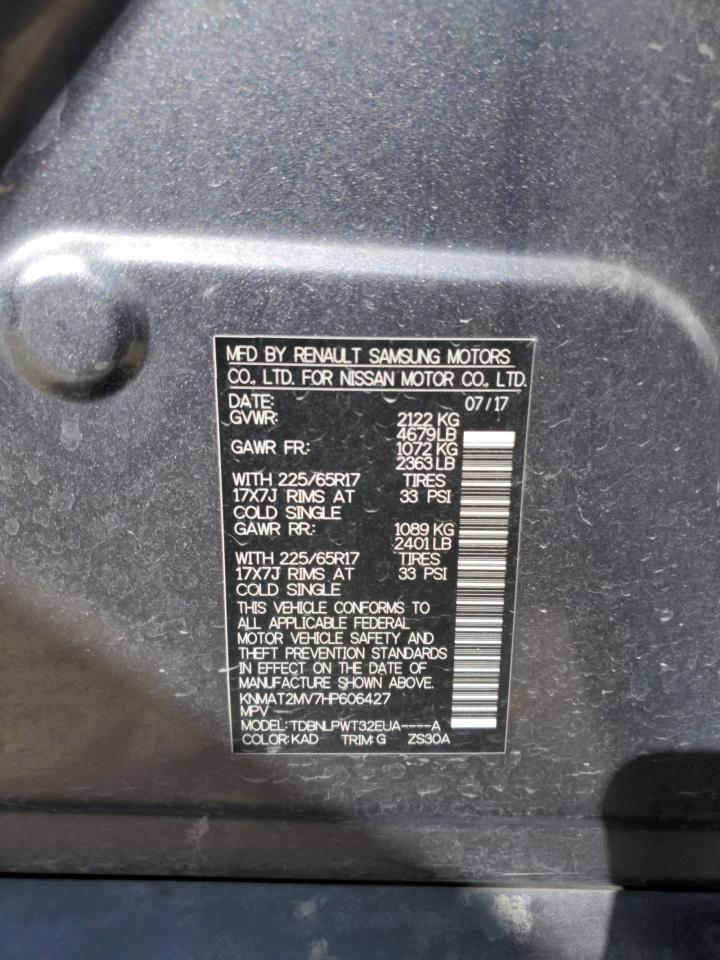 MFD BY RENAULT SAMSUNG MOTORS
CO., LTD. FOR NISSAN MOTOR CO., LTD.
DATE: 07/17
GVWR: 2122 KG
4679LB
GAWR FR: 1072 KG
2363 LB
WITH 225/65R17 TIRES
17X7J RIMS AT 33 PSI
COLD SINGLE
GAWR RR: 1089 KG
2401 LB
WITH 225/65R17 TIRES
17X7J RIMS AT 33 PSI
COLD SINGLE
THIS VEHICLE CONFORMS TO
ALL APPLICABLE FEDERAL
MOTOR VEHICLE SAFETY AND
THEFT PREVENTION STANDARDS
IN EFFECT ON THE DATE OF
MANUFACTURE SHOWN ABOVE.
KNMAT2MV7HP606427
MPV
MODEL: TDBNLPWT32EUA----A
COLOR: KAD TRIM: G ZS30A